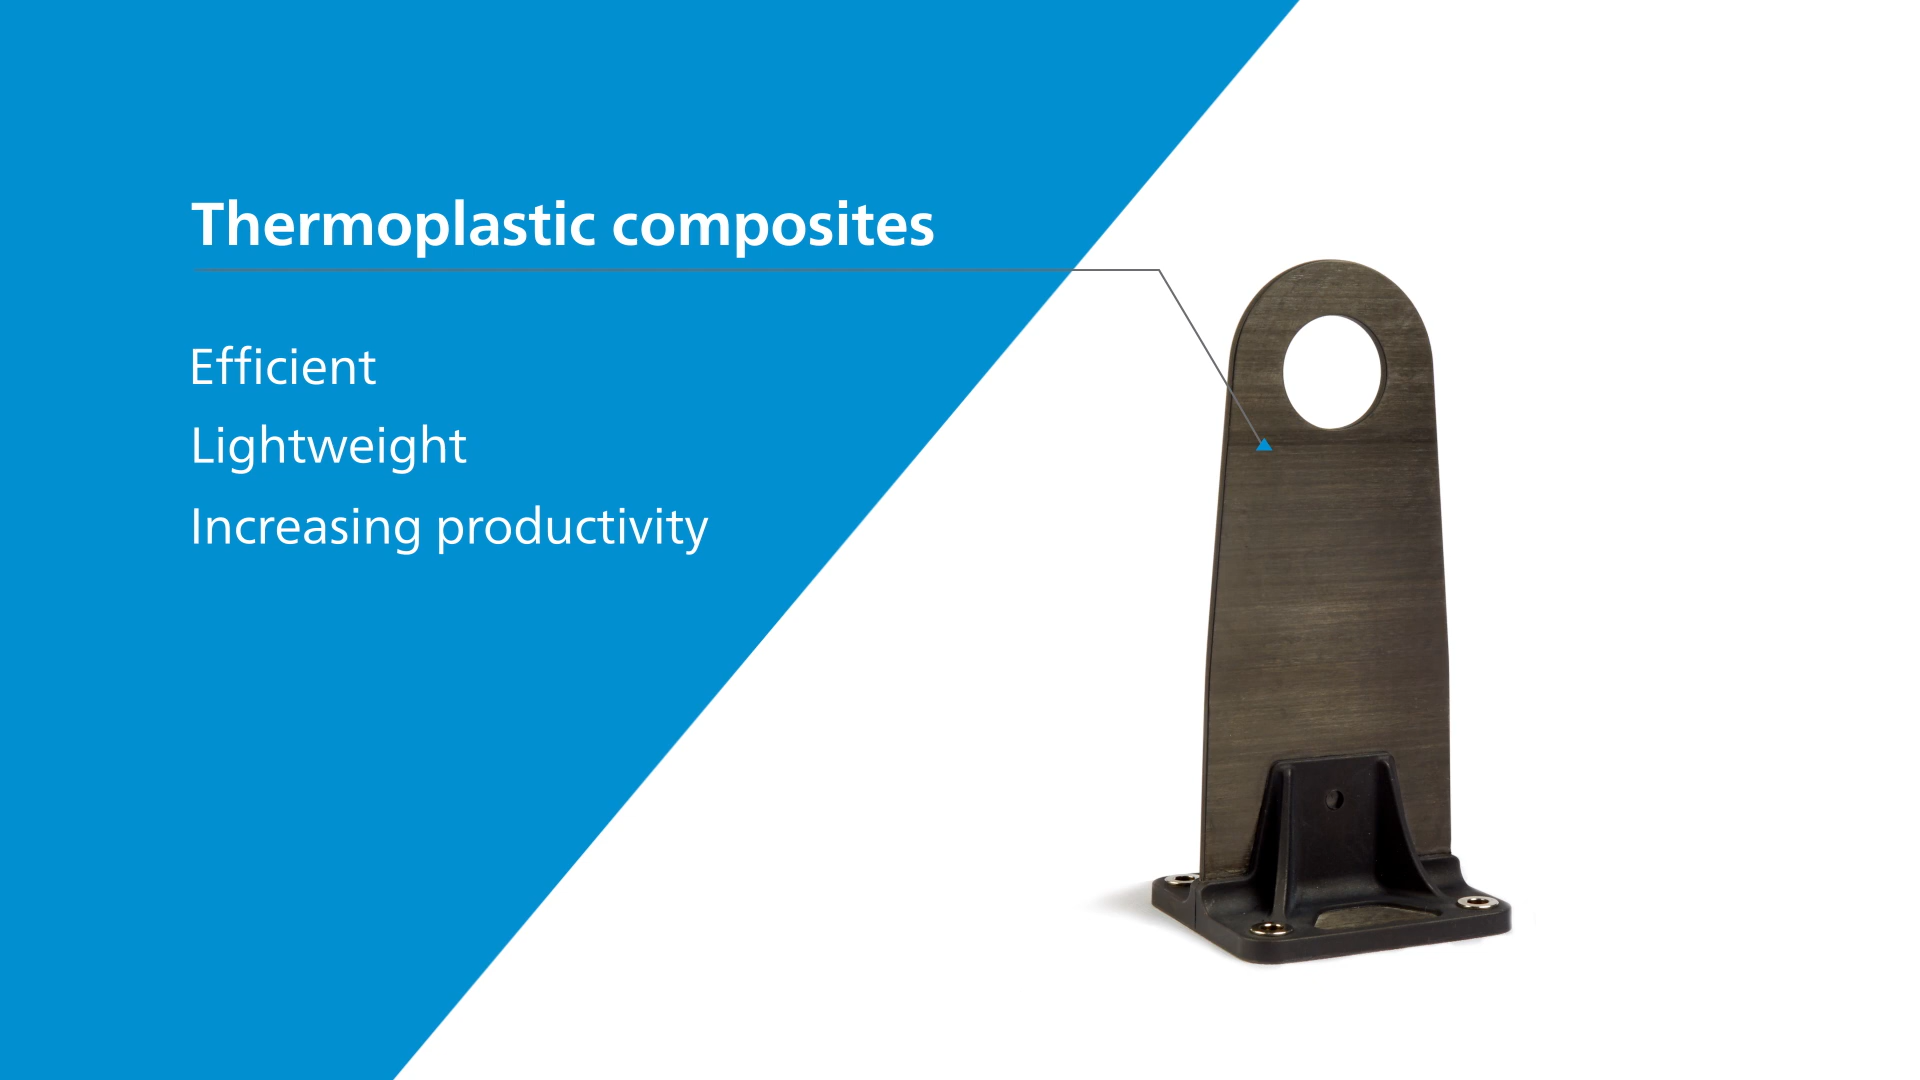 Thermoplastic composites
Efficient
Lightweight
Increasing productivity